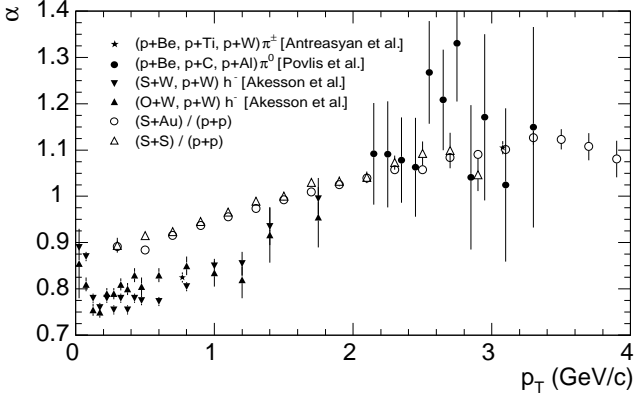 α
1.4
1.3
1.2
1.1
1
0.9
0.8
0.7
(p+Be, p+Ti, p+W) π± [Antreasyan et al.]
(p+Be, p+C, p+Al) π0 [Povlis et al.]
(S+W, p+W) h- [Akesson et al.]
(O+W, p+W) h- [Akesson et al.]
(S+Au) / (p+p)
(S+S) / (p+p)
0 1 2 3 4
pT (GeV/c)